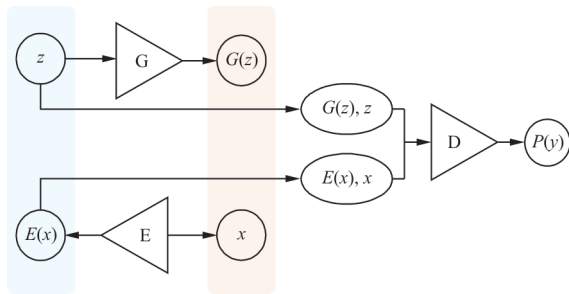 z
G
G(z)
G(z), z
D
P(y)
E(x), x
E(x)
E
x